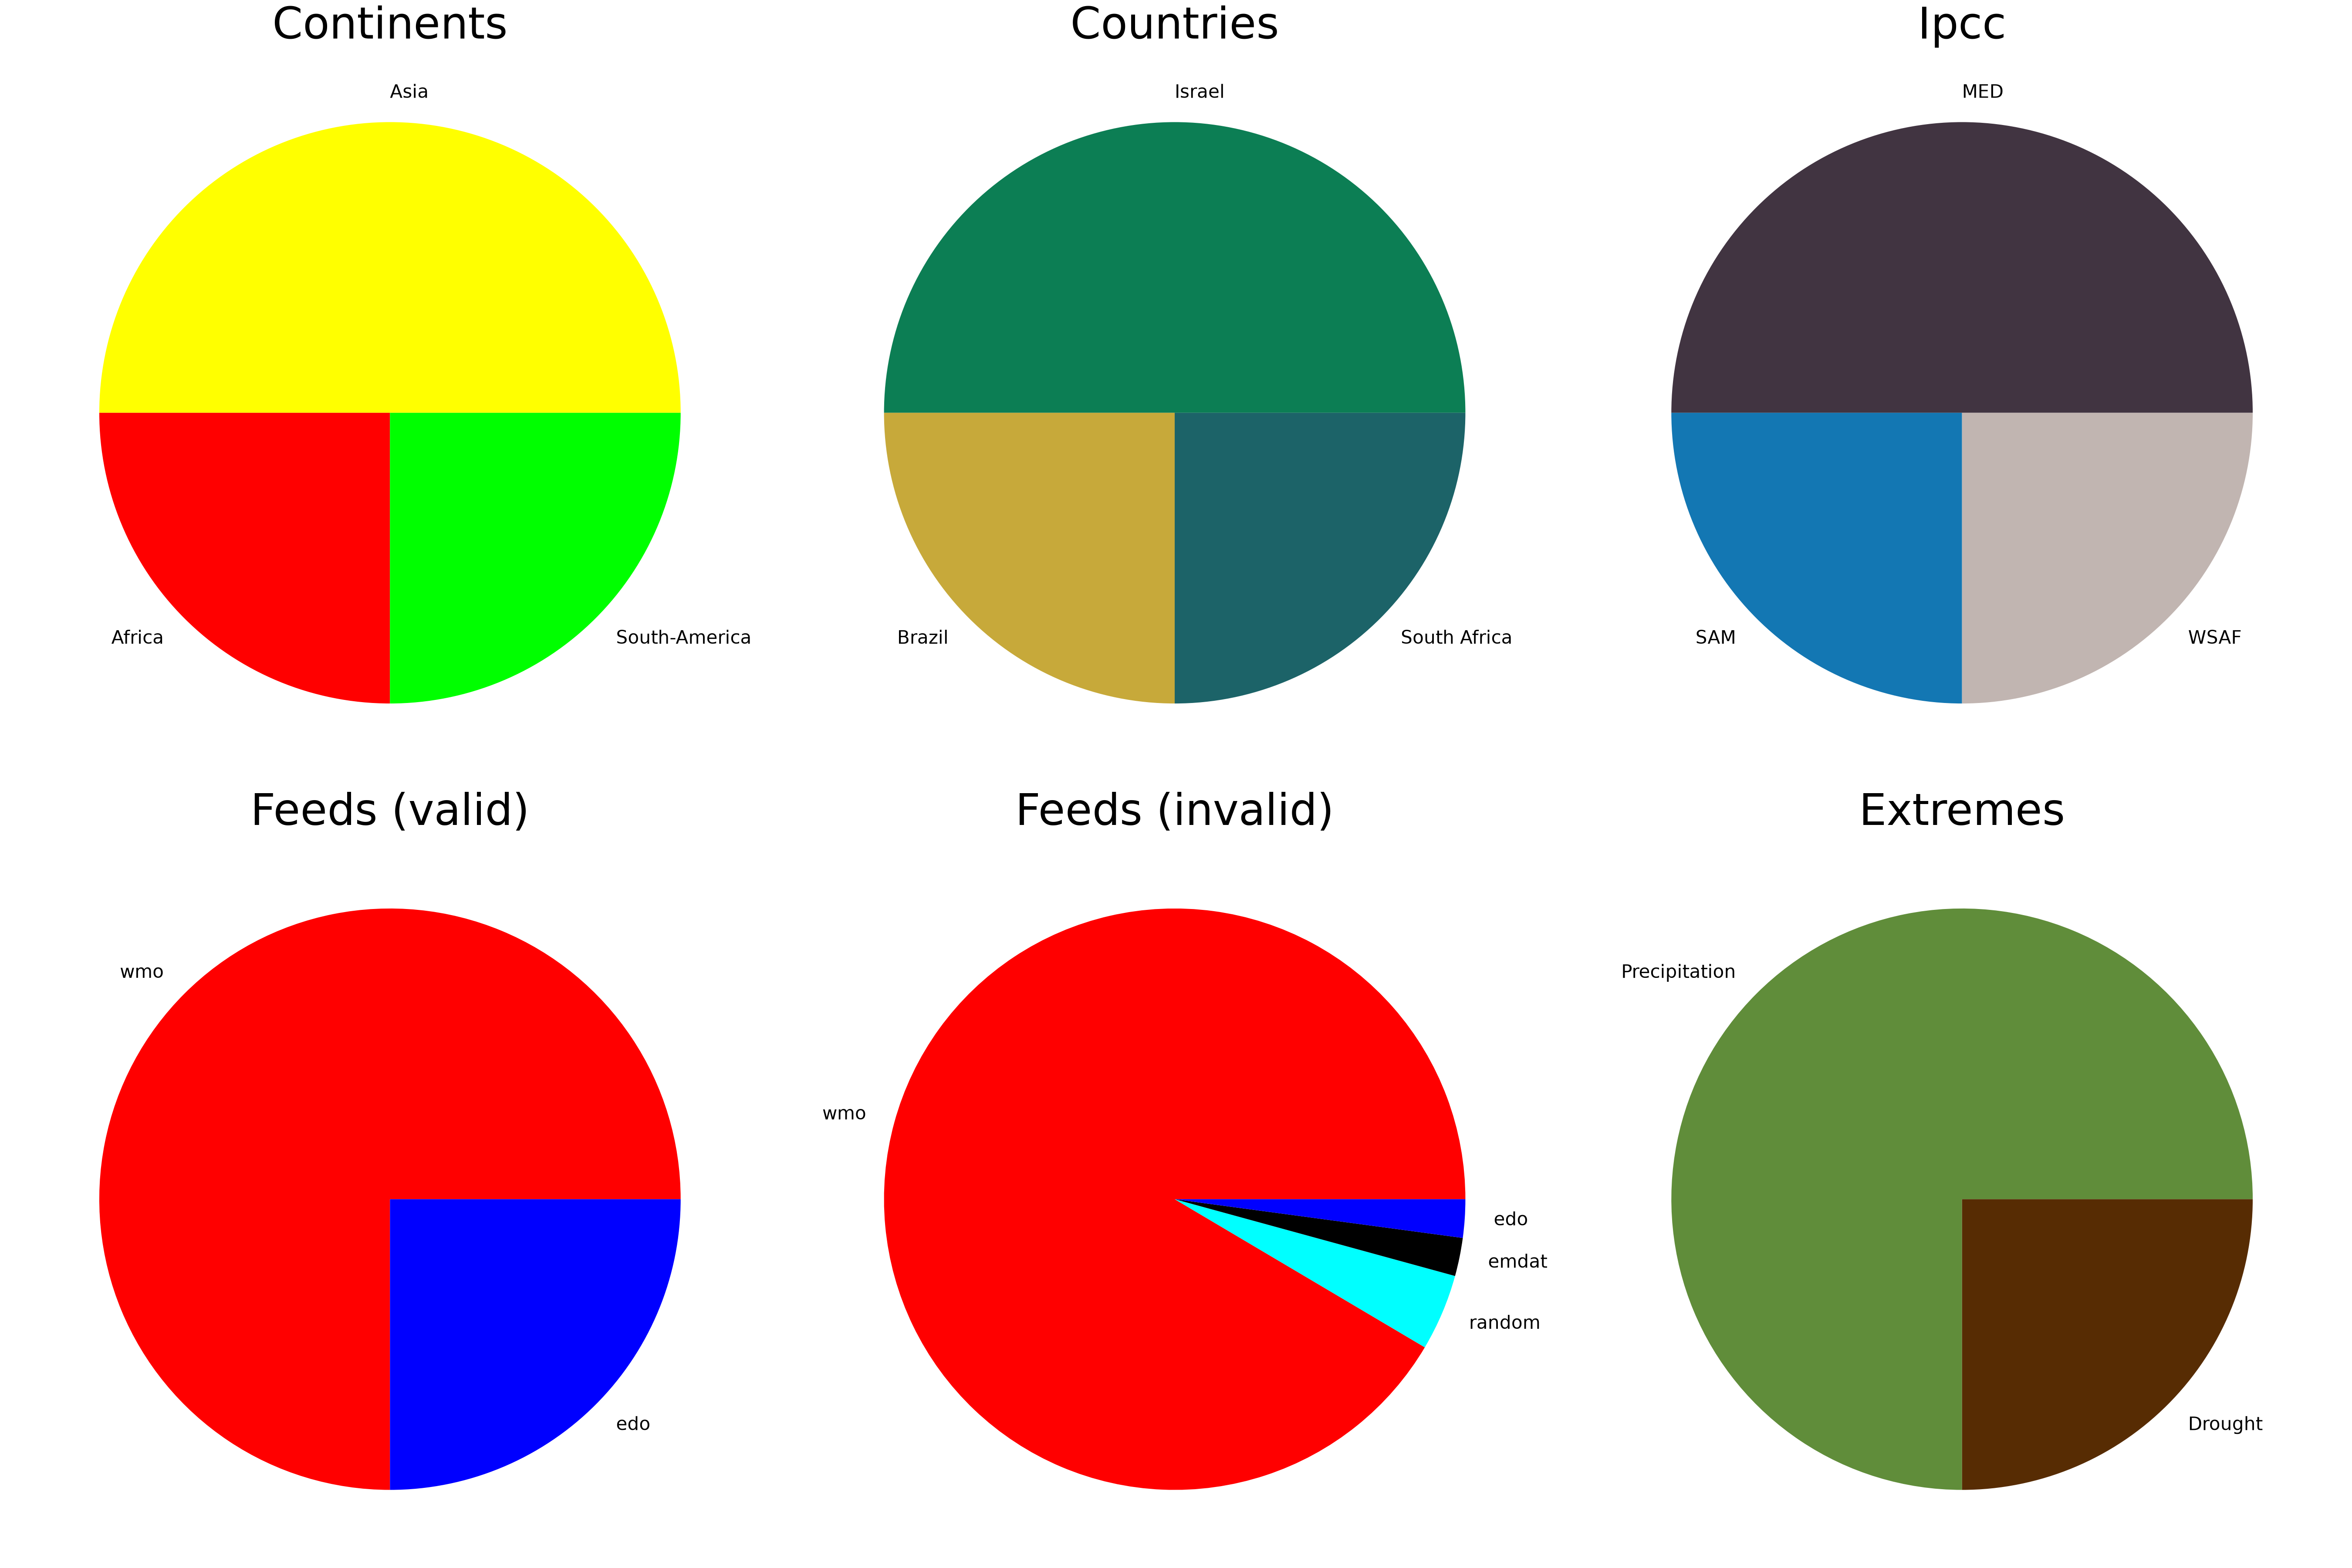 Continents
Countries
Ipcc
Asia
Israel
MED
Africa
South-America
Brazil
South Africa
SAM
WSAF
Feeds (valid)
Feeds (invalid)
Extremes
wmo
edo
wmo
edo
emdat
random
Precipitation
Drought